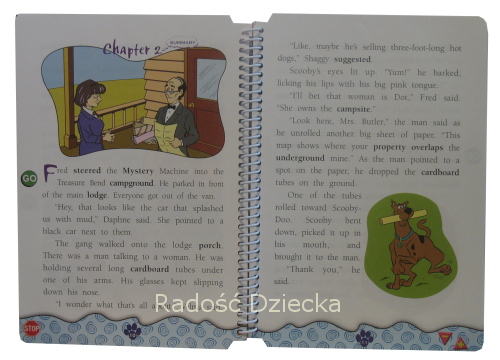 Chapter 2
GO
Fred steered the Mystery Machine into the
Treasure Bend campground. He parked in front
of the main lodge. Everyone got out of the van.
"Hey, that looks like the car that splashed
us with mud," Daphne said. She pointed to a
black car next to them.
The gang walked onto the lodge porch.
There was a man talking to a woman. He was
holding several long cardboard tubes under
one of his arms. His glasses kept slipping
down his nose.
"I wonder what that's all
STOP
"Like, maybe he's selling three-foot-long hot
dogs," Shaggy suggested.
Scooby's eyes lit up. "Yum!" he barked,
licking his lips with his big pink tongue.
"I'll bet that woman is Dot," Fred said.
"She owns the campsite."
"Look here, Mrs. Butler," the man said as
he unrolled another big sheet of paper. "This
map shows where your property overlaps the
underground mine." As the man pointed to a
spot on the paper, he dropped the cardboard
tubes on the ground.
One of the tubes
rolled toward Scooby-
Doo. Scooby bent
down, picked it up in
his mouth, and
brought it to the man.
"Thank you," he
said.
Radość Dziecka